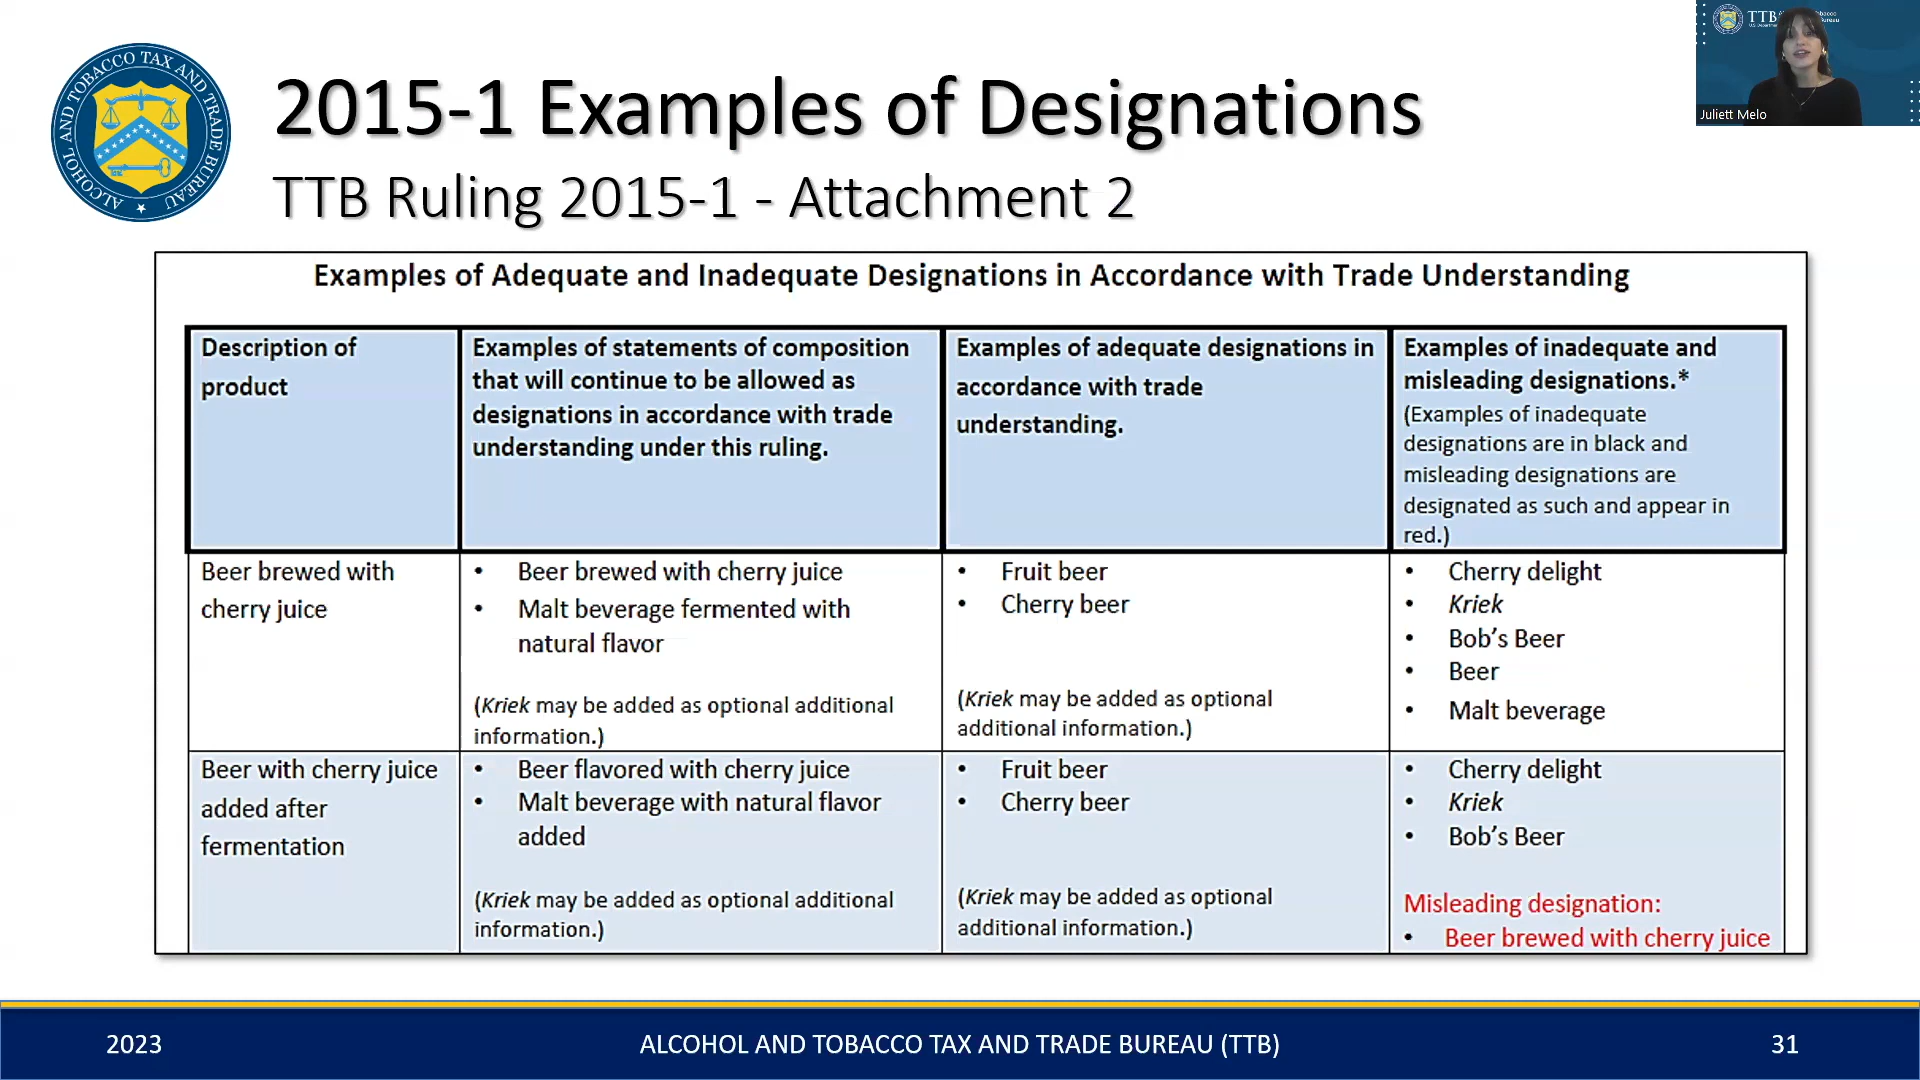 ALCOHOL AND TOBACCO TAX AND TRADE BUREAU
2015-1 Examples of Designations
TTB Ruling 2015-1 - Attachment 2
TTB
Juliett Melo
Examples of Adequate and Inadequate Designations in Accordance with Trade Understanding
Description of
product
Examples of statements of composition
that will continue to be allowed as
designations in accordance with trade
understanding under this ruling.
Examples of adequate designations in
accordance with trade
understanding.
Examples of inadequate and
misleading designations.*
(Examples of inadequate
designations are in black and
misleading designations are
designated as such and appear in
red.)
Beer brewed with
cherry juice
• Beer brewed with cherry juice
• Malt beverage fermented with
natural flavor
(Kriek may be added as optional additional
information.)
• Fruit beer
• Cherry beer
(Kriek may be added as optional
additional information.)
• Cherry delight
• Kriek
• Bob’s Beer
• Beer
• Malt beverage
Beer with cherry juice
added after
fermentation
• Beer flavored with cherry juice
• Malt beverage with natural flavor
added
(Kriek may be added as optional additional
information.)
• Fruit beer
• Cherry beer
(Kriek may be added as optional
additional information.)
• Cherry delight
• Kriek
• Bob’s Beer
Misleading designation:
• Beer brewed with cherry juice
2023
ALCOHOL AND TOBACCO TAX AND TRADE BUREAU (TTB)
31